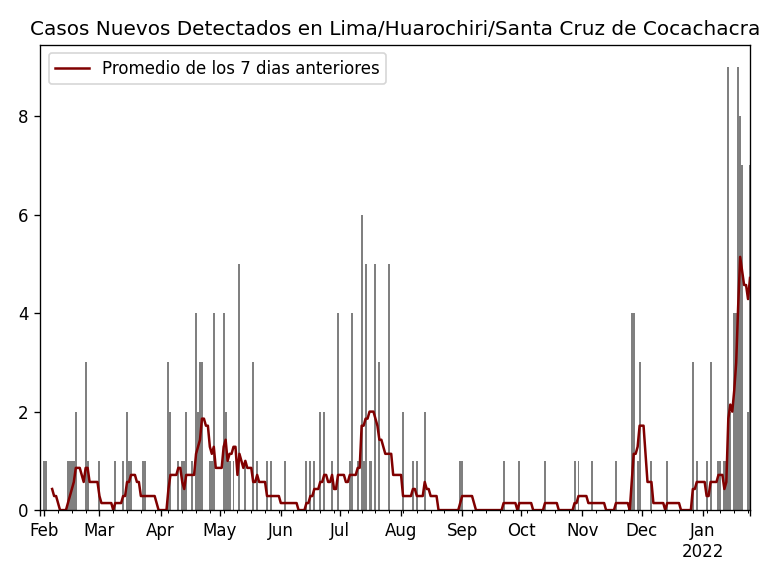 Casos Nuevos Detectados en Lima/Huarochiri/Santa Cruz de Cocachacra
Promedio de los 7 dias anteriores
8
6
4
2
0
Feb Mar Apr May Jun Jul Aug Sep Oct Nov Dec Jan
2022